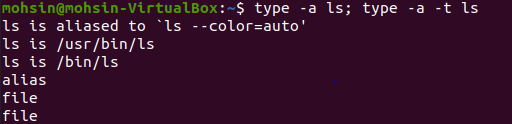 mohsin@mohsin-VirtualBox:~$ type -a ls; type -a -t ls
ls is aliased to `ls --color=auto'
ls is /usr/bin/ls
ls is /bin/ls
alias
file
file